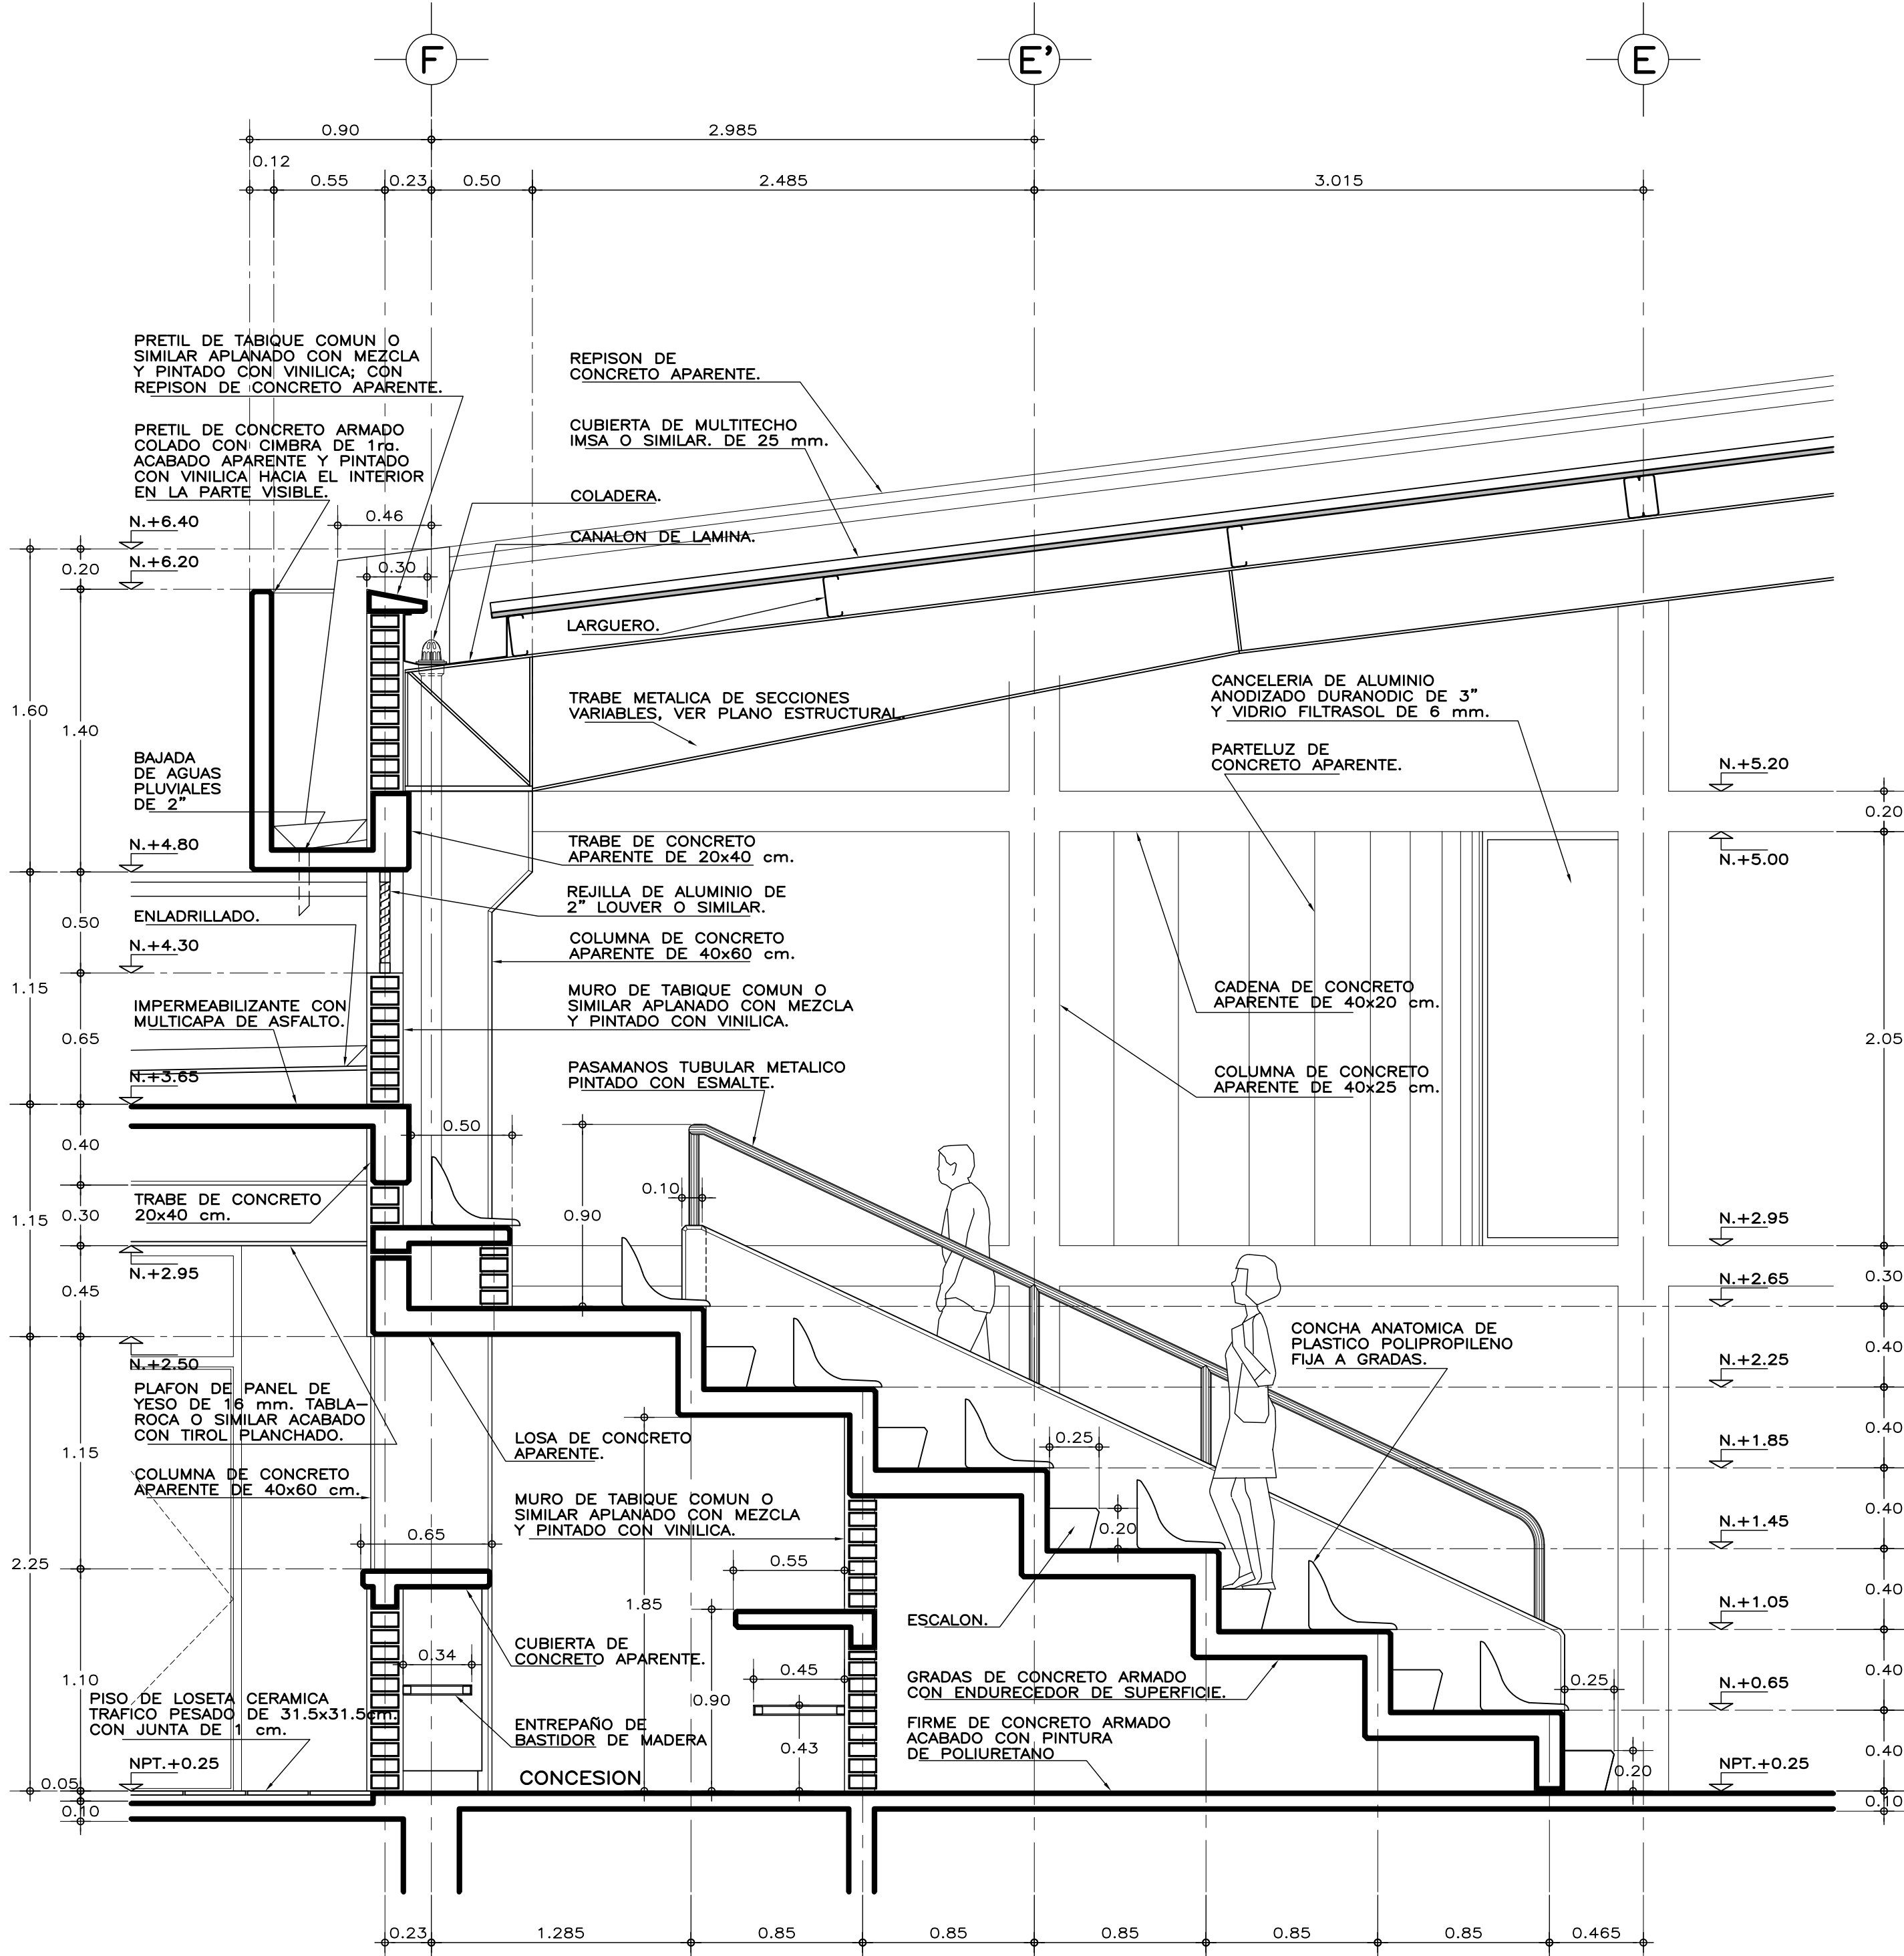 F
E'
E
0.90
2.985
0.12
0.55
0.23
0.50
2.485
3.015
PRETIL DE TABIQUE COMUN O
SIMILAR APLANADO CON MEZCLA
Y PINTADO CON VINILICA; CON
REPISON DE CONCRETO APARENTE.
REPISON DE
CONCRETO APARENTE.
PRETIL DE CONCRETO ARMADO
COLADO CON CIMBRA DE 1ra.
ACABADO APARENTE Y PINTADO
CON VINILICA HACIA EL INTERIOR
EN LA PARTE VISIBLE.
CUBIERTA DE MULTITECHO
IMSA O SIMILAR. DE 25 mm.
COLADERA.
CANALON DE LAMINA.
N.+6.40
0.46
N.+6.20
0.20
0.30
LARGUERO.
TRABE METALICA DE SECCIONES
VARIABLES, VER PLANO ESTRUCTURAL.
CANCELERIA DE ALUMINIO
ANODIZADO DURANODIC DE 3"
Y VIDRIO FILTRASOL DE 6 mm.
1.60
1.40
PARTELUZ DE
CONCRETO APARENTE.
BAJADA
DE AGUAS
PLUVIALES
DE 2"
N.+5.20
0.20
N.+4.80
TRABE DE CONCRETO
APARENTE DE 20x40 cm.
N.+5.00
REJILLA DE ALUMINIO DE
2" LOUVER O SIMILAR.
0.50
ENLADRILLADO.
N.+4.30
COLUMNA DE CONCRETO
APARENTE DE 40x60 cm.
1.15
MURO DE TABIQUE COMUN O
SIMILAR APLANADO CON MEZCLA
Y PINTADO CON VINILICA.
CADENA DE CONCRETO
APARENTE DE 40x20 cm.
IMPERMEABILIZANTE CON
MULTICAPA DE ASFALTO.
0.65
2.05
N.+3.65
PASAMANOS TUBULAR METALICO
PINTADO CON ESMALTE.
COLUMNA DE CONCRETO
APARENTE DE 40x25 cm.
0.50
0.40
0.10
0.90
TRABE DE CONCRETO
20x40 cm.
1.15
0.30
N.+2.95
N.+2.95
N.+2.65
0.30
0.45
N.+2.50
CONCHA ANATOMICA DE
PLASTICO POLIPROPILENO
FIJA A GRADAS.
0.40
N.+2.25
PLAFON DE PANEL DE
YESO DE 16 mm. TABLA-
ROCA O SIMILAR ACABADO
CON TIROL PLANCHADO.
1.15
LOSA DE CONCRETO
APARENTE.
0.25
0.40
N.+1.85
COLUMNA DE CONCRETO
APARENTE DE 40x60 cm.
MURO DE TABIQUE COMUN O
SIMILAR APLANADO CON MEZCLA
Y PINTADO CON VINILICA.
0.20
0.40
N.+1.45
0.65
2.25
0.55
0.40
1.85
N.+1.05
ESCALON.
CUBIERTA DE
CONCRETO APARENTE.
0.34
0.45
0.40
1.10
0.90
GRADAS DE CONCRETO ARMADO
CON ENDURECEDOR DE SUPERFICIE.
0.25
N.+0.65
PISO DE LOSETA CERAMICA
TRAFICO PESADO DE 31.5x31.5cm.
CON JUNTA DE 1 cm.
ENTREPAÑO DE
BASTIDOR DE MADERA
0.43
FIRME DE CONCRETO ARMADO
ACABADO CON PINTURA
DE POLIURETANO
0.40
NPT.+0.25
CONCESION
0.20
NPT.+0.25
0.05
0.10
0.10
0.23
1.285
0.85
0.85
0.85
0.85
0.85
0.465